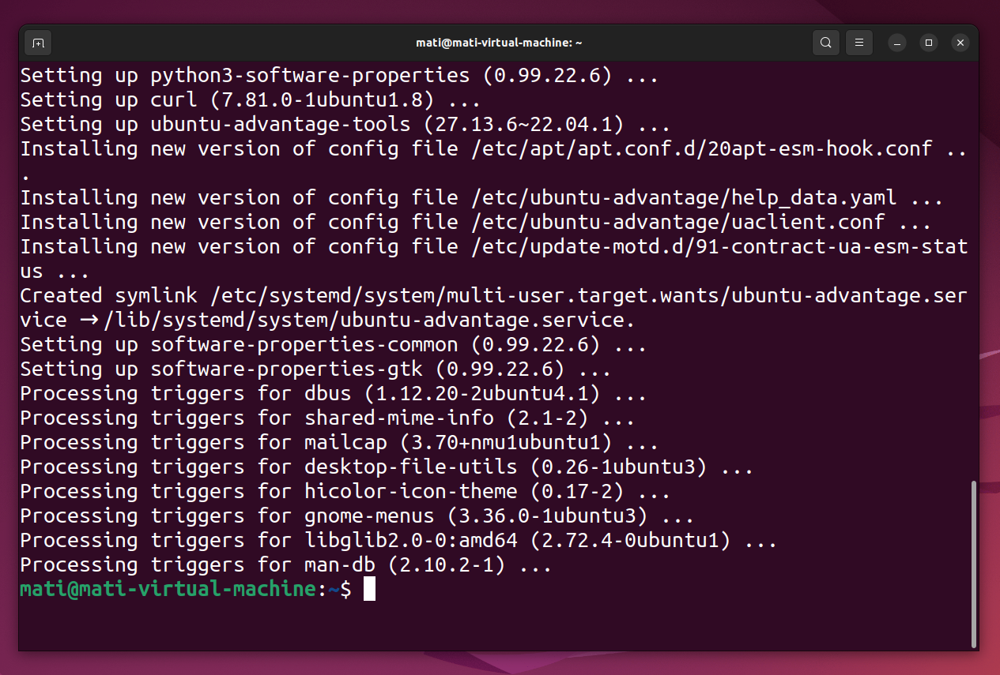 mati@mati-virtual-machine: ~
Setting up python3-software-properties (0.99.22.6) ...
Setting up curl (7.81.0-1ubuntu1.8) ...
Setting up ubuntu-advantage-tools (27.13.6~22.04.1) ...
Installing new version of config file /etc/apt/apt.conf.d/20apt-esm-hook.conf ..
.
Installing new version of config file /etc/ubuntu-advantage/help_data.yaml ...
Installing new version of config file /etc/ubuntu-advantage/uaclient.conf ...
Installing new version of config file /etc/update-motd.d/91-contract-ua-esm-stat
us ...
Created symlink /etc/systemd/system/multi-user.target.wants/ubuntu-advantage.ser
vice → /lib/systemd/system/ubuntu-advantage.service.
Setting up software-properties-common (0.99.22.6) ...
Setting up software-properties-gtk (0.99.22.6) ...
Processing triggers for dbus (1.12.20-2ubuntu4.1) ...
Processing triggers for shared-mime-info (2.1-2) ...
Processing triggers for mailcap (3.70+nmu1ubuntu1) ...
Processing triggers for desktop-file-utils (0.26-1ubuntu3) ...
Processing triggers for hicolor-icon-theme (0.17-2) ...
Processing triggers for gnome-menus (3.36.0-1ubuntu3) ...
Processing triggers for libglib2.0-0:amd64 (2.72.4-0ubuntu1) ...
Processing triggers for man-db (2.10.2-1) ...
mati@mati-virtual-machine:~$